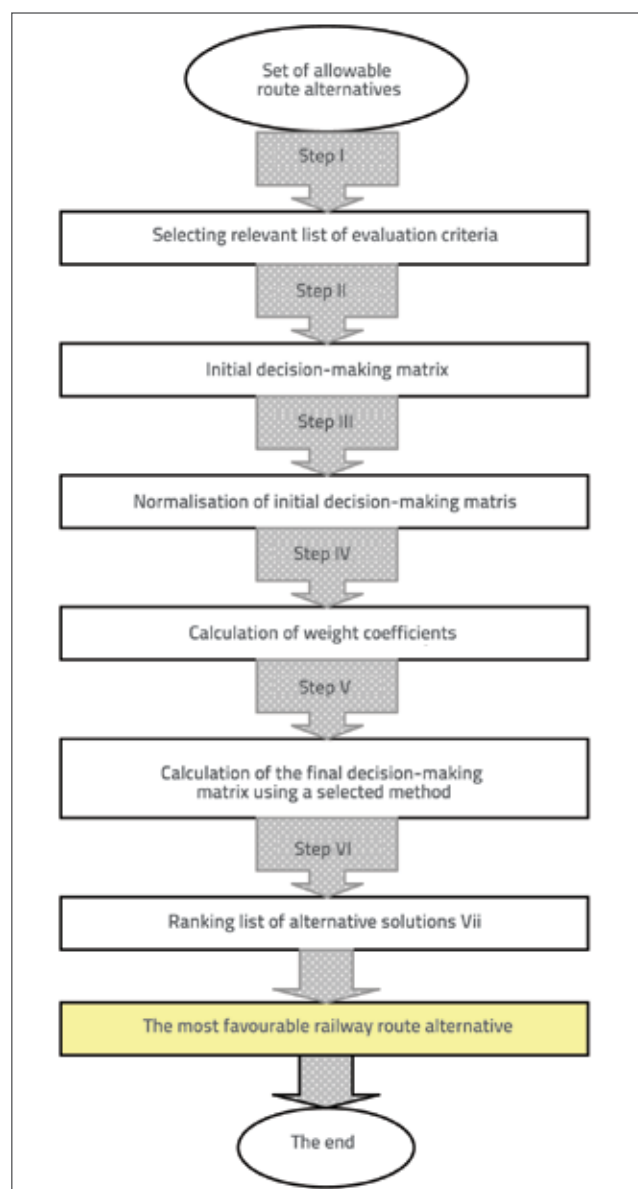 Set of allowable
route alternatives
Step I
Selecting relevant list of evaluation criteria
Step II
Initial decision-making matrix
Step III
Normalisation of initial decision-making matris
Step IV
Calculation of weight coefficients
Step V
Calculation of the final decision-making
matrix using a selected method
Step VI
Ranking list of alternative solutions Vii
The most favourable railway route alternative
The end